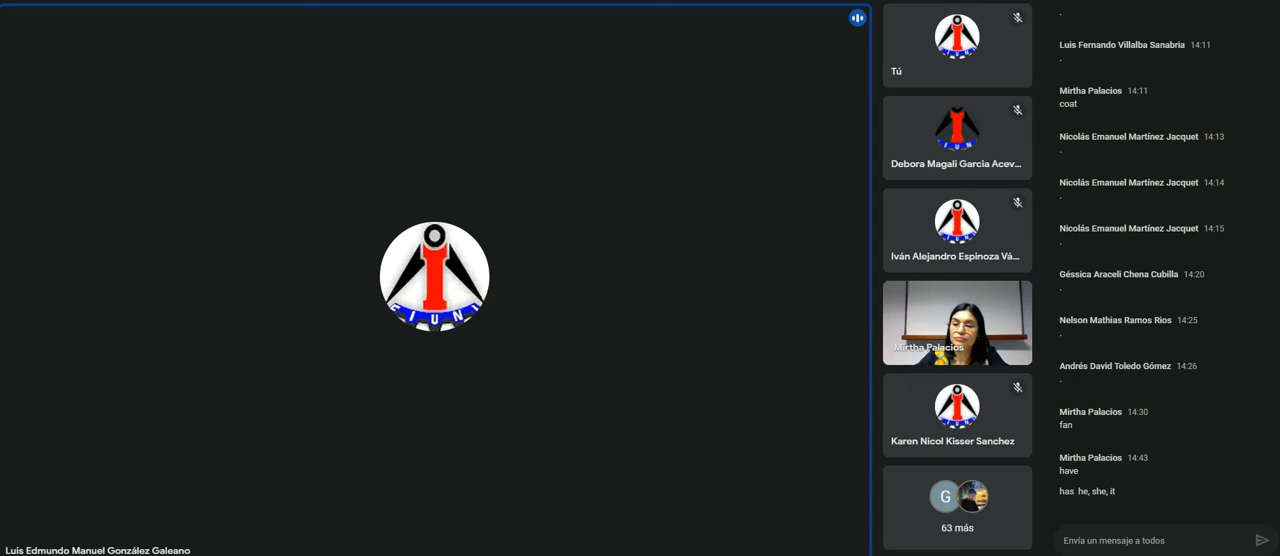 FIUNI
Luis Edmundo Manuel González Galeano
Tú
FIUNI
Debora Magali Garcia Acev...
Iván Alejandro Espinoza Vá...
Mirtha Palacios
Karen Nicol Kisser Sanchez
G
63 más
.
Luis Fernando Villalba Sanabria 14:11
.
Mirtha Palacios 14:11
coat
Nicolás Emanuel Martínez Jacquet 14:13
.
Nicolás Emanuel Martínez Jacquet 14:14
.
Nicolás Emanuel Martínez Jacquet 14:15
.
Géssica Araceli Chena Cubilla 14:20
.
Nelson Mathias Ramos Rios 14:25
.
Andrés David Toledo Gómez 14:26
.
Mirtha Palacios 14:30
fan
Mirtha Palacios 14:43
have
has he, she, it
Envía un mensaje a todos